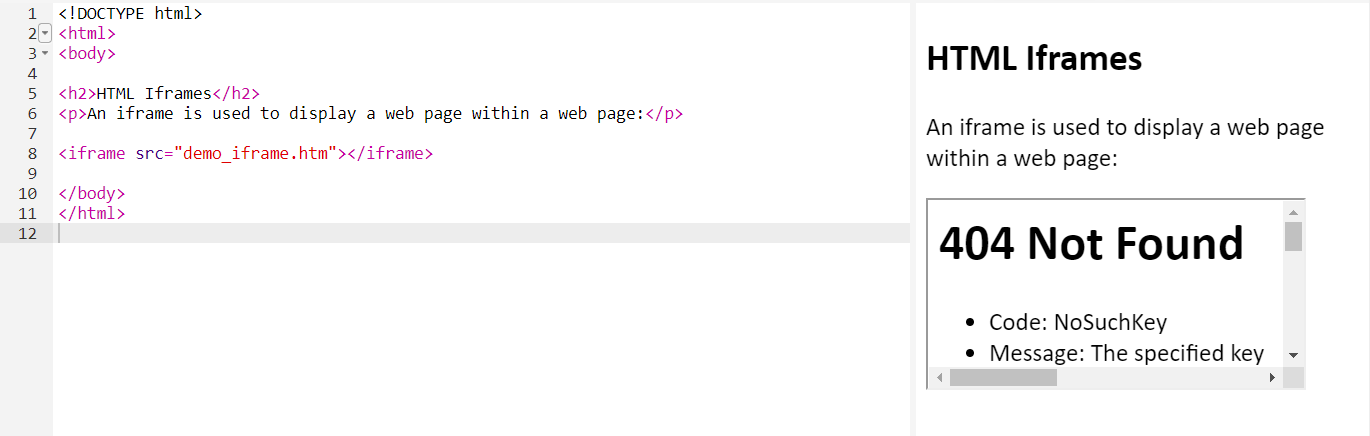 1 <!DOCTYPE html>
2 <html>
3 <body>
4
5 <h2>HTML Iframes</h2>
6 <p>An iframe is used to display a web page within a web page:</p>
7
8 <iframe src="demo_iframe.htm"></iframe>
9
10 </body>
11 </html>
12
HTML Iframes
An iframe is used to display a web page
within a web page:
404 Not Found
• Code: NoSuchKey
• Message: The specified key